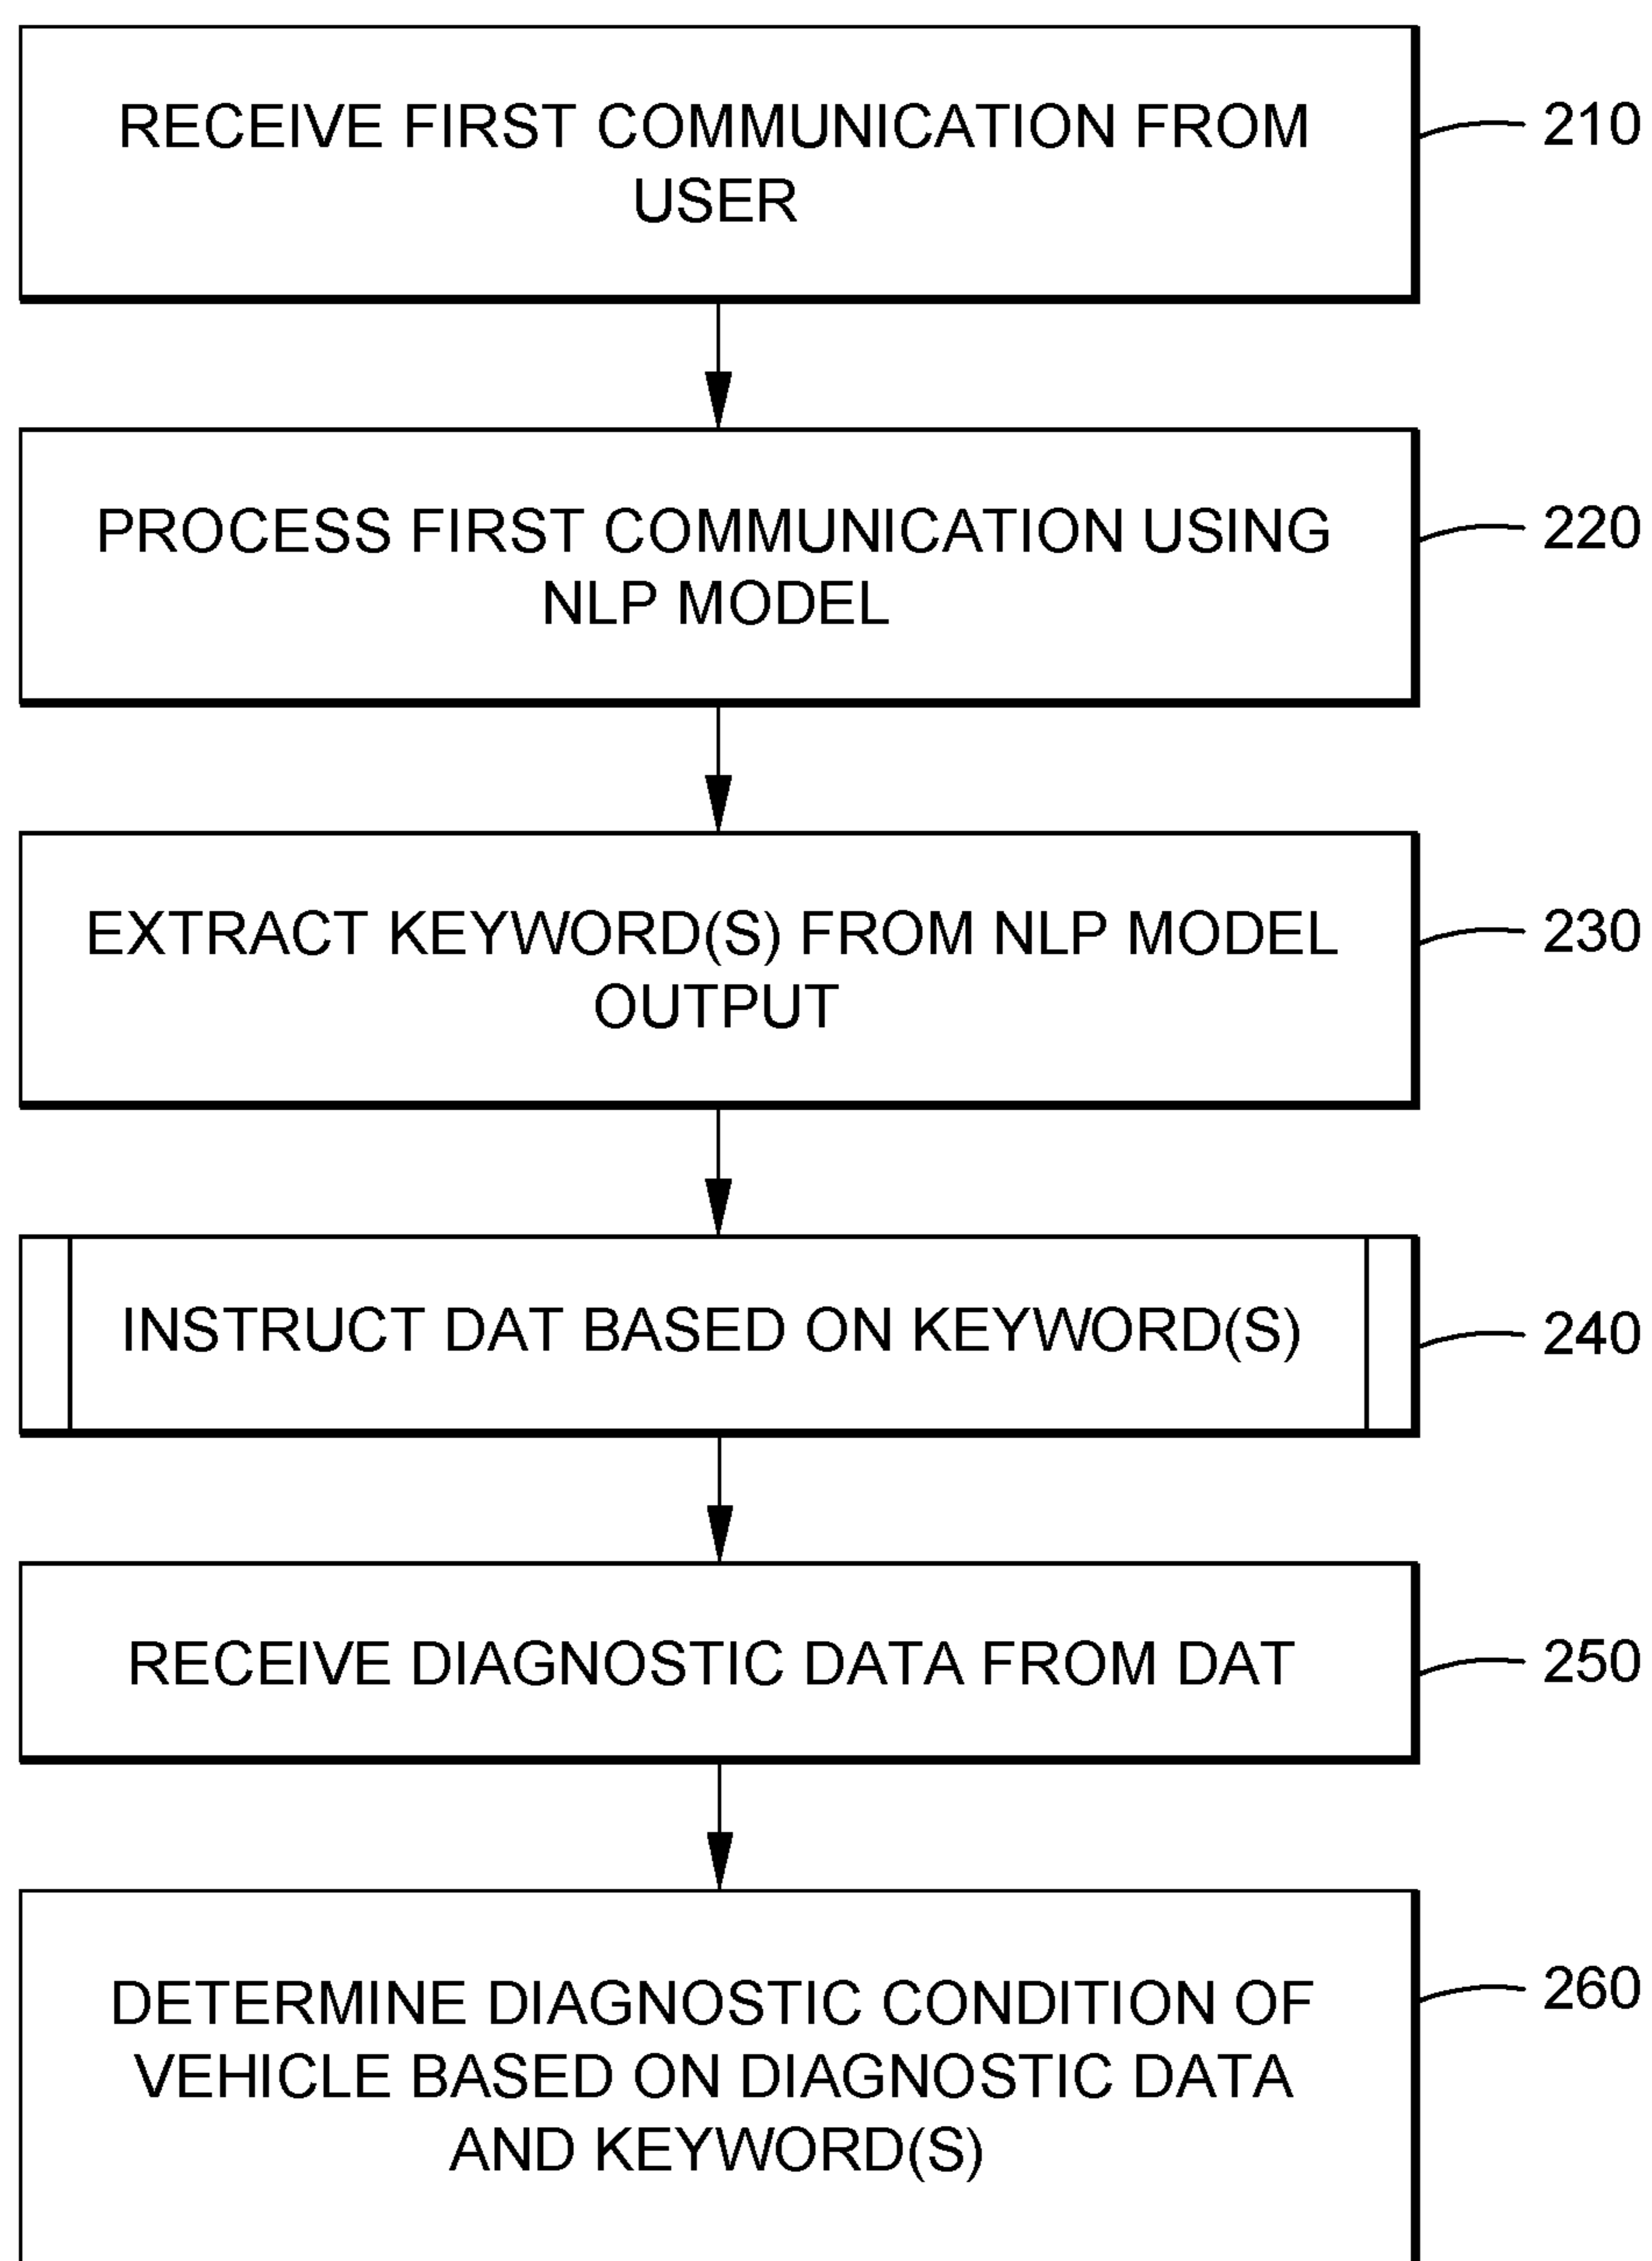 RECEIVE FIRST COMMUNICATION FROM
USER
210
PROCESS FIRST COMMUNICATION USING
NLP MODEL
220
EXTRACT KEYWORD(S) FROM NLP MODEL
OUTPUT
230
INSTRUCT DAT BASED ON KEYWORD(S)
240
RECEIVE DIAGNOSTIC DATA FROM DAT
250
DETERMINE DIAGNOSTIC CONDITION OF
VEHICLE BASED ON DIAGNOSTIC DATA
AND KEYWORD(S)
260